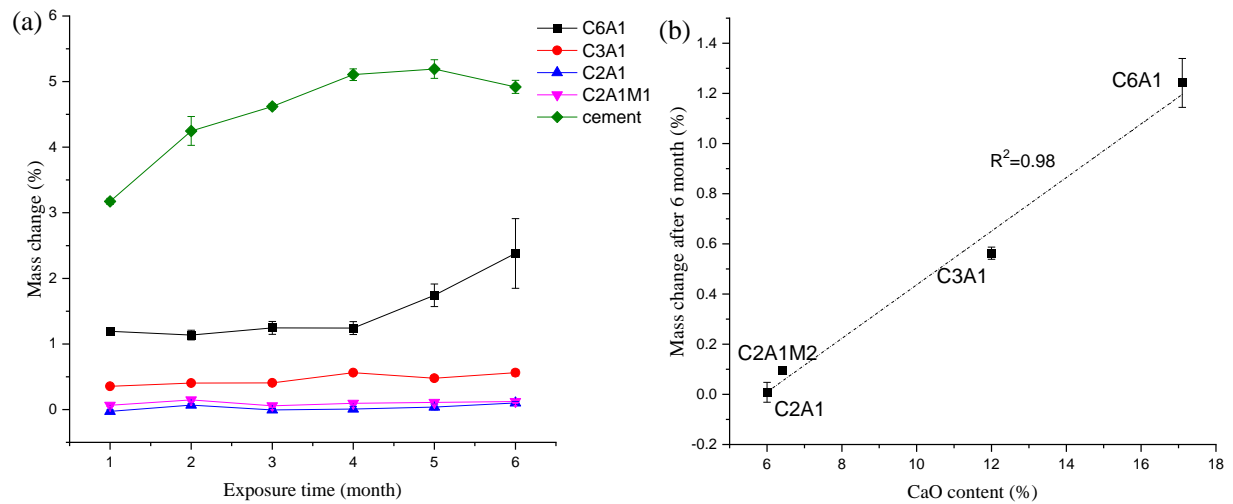 (a)
Mass change (%)
6
5
4
3
2
1
0
1 2 3 4 5 6
Exposure time (month)
C6A1
C3A1
C2A1
C2A1M1
cement
(b)
Mass change after 6 month (%)
1.4
1.2
1.0
0.8
0.6
0.4
0.2
0.0
-0.2
6 8 10 12 14 16 18
CaO content (%)
C6A1
R²=0.98
C3A1
C2A1M2
C2A1